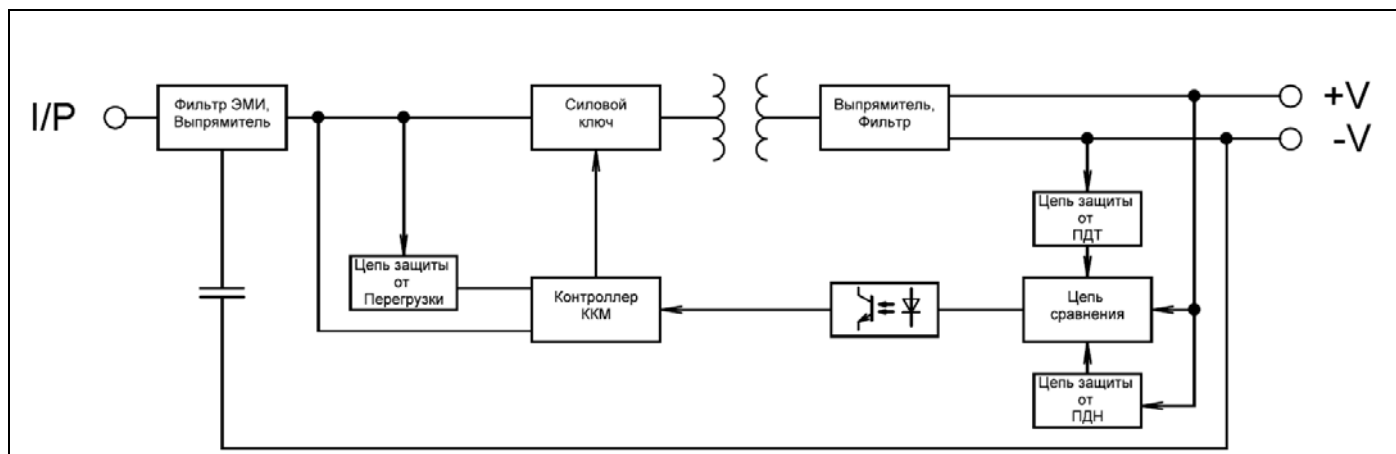 I/P
Фильтр ЭМИ,
Выпрямитель
Силовой
ключ
Выпрямитель,
Фильтр
+V
-V
Цепь защиты
от
ПДТ
Цепь защиты
от
Перегрузки
Контроллер
ККМ
Цепь
сравнения
Цепь защиты
от
ПДН